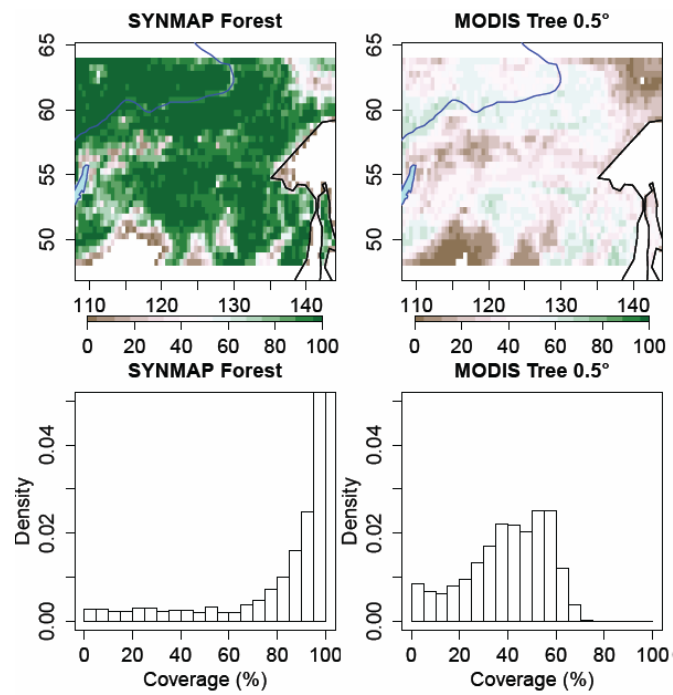 SYNMAP Forest MODIS Tree 0.5°
65 65
60 60
55 55
50 50
110 120 130 140 110 120 130 140
0 20 40 60 80 100 0 20 40 60 80 100
SYNMAP Forest MODIS Tree 0.5°
Density Density
0.04 0.04
0.02 0.02
0.00 0.00
0 20 40 60 80 100 0 20 40 60 80 100
Coverage (%) Coverage (%)